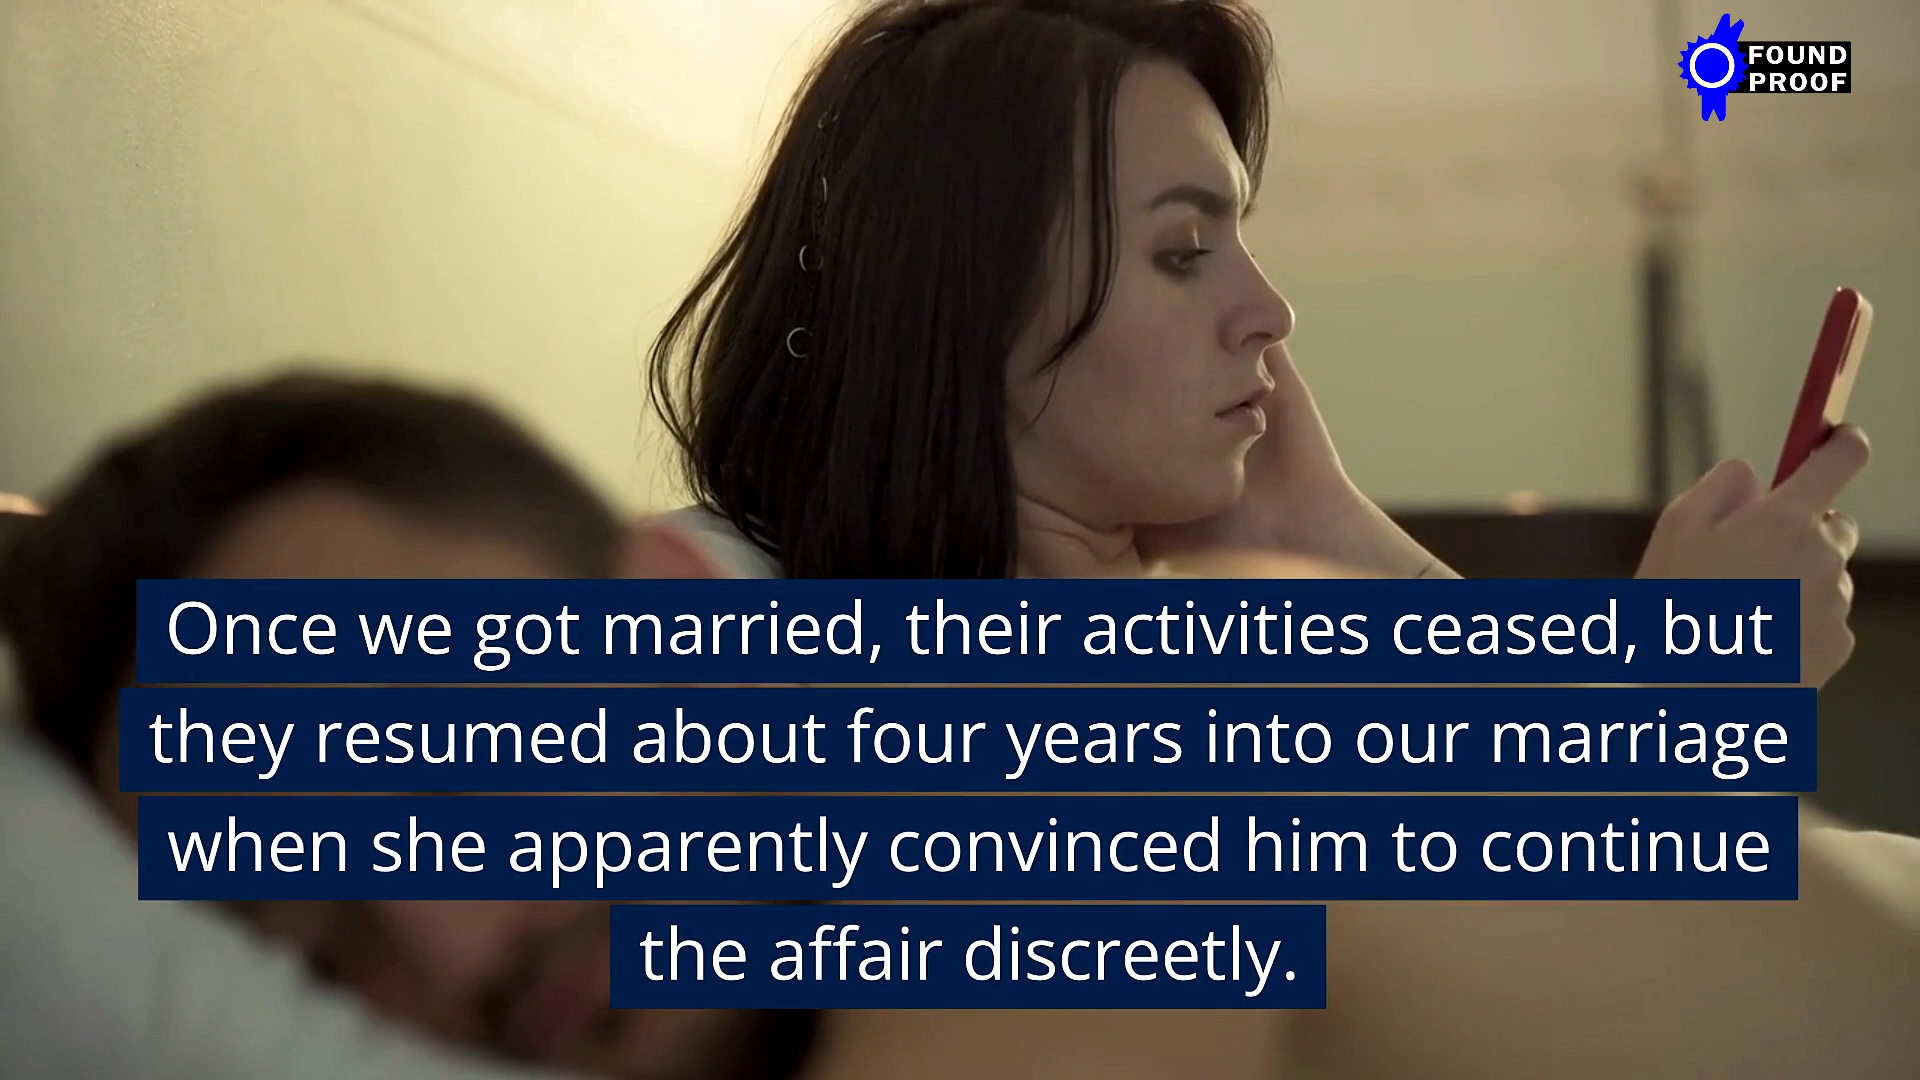 FOUND
PROOF
Once we got married, their activities ceased, but
they resumed about four years into our marriage
when she apparently convinced him to continue
the affair discreetly.